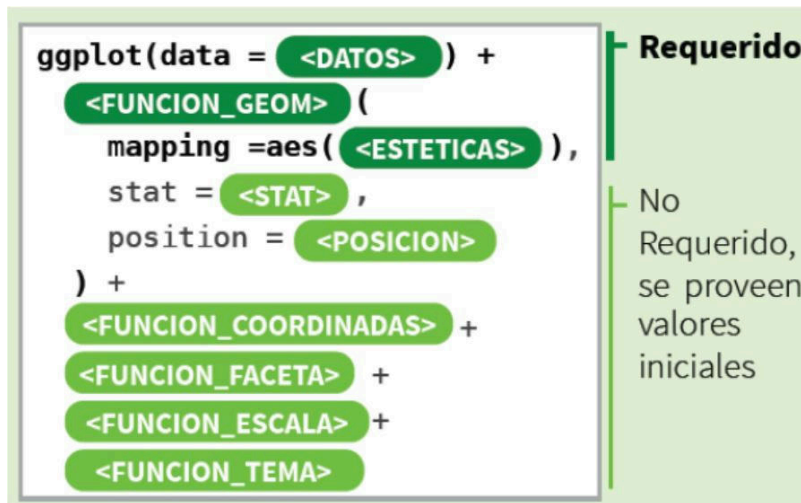 ggplot(data = <DATOS> ) +
<FUNCION_GEOM> (
mapping =aes( <ESTETICAS> ),
stat = <STAT> ,
position = <POSICION>
) +
<FUNCION_COORDINADAS> +
<FUNCION_FACETA> +
<FUNCION_ESCALA> +
<FUNCION_TEMA>
Requerido
No
Requerido,
se proveen
valores
iniciales